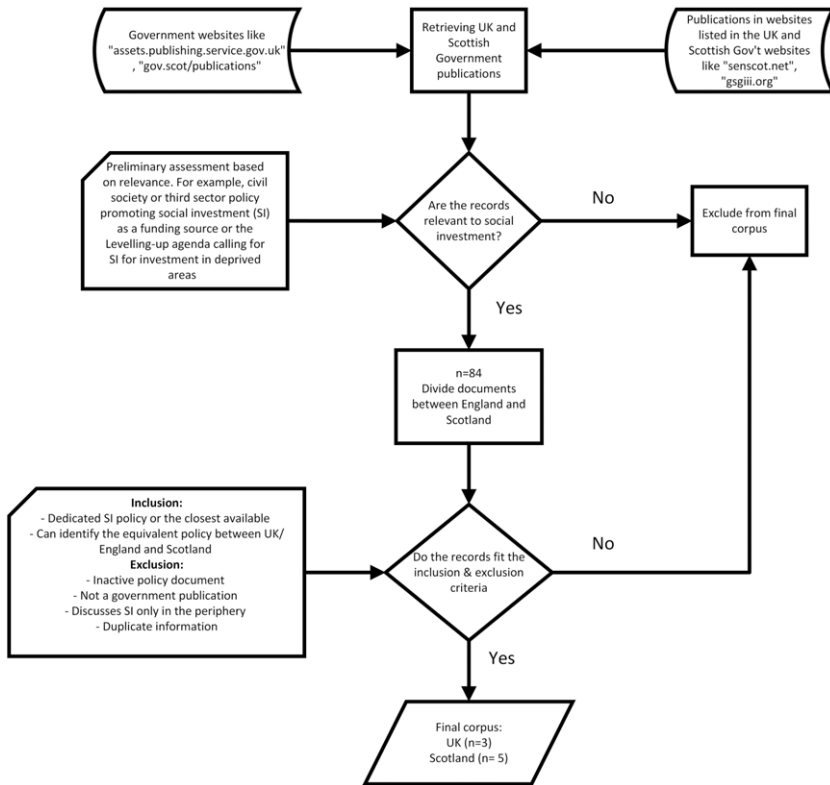 Government websites like
"assets.publishing.service.gov.uk"
, "gov.scot/publications"
Retrieving UK and
Scottish
Government
publications
Publications in websites
listed in the UK and
Scottish Gov't websites
like "senscot.net",
"gsgiii.org"
Preliminary assessment based
on relevance. For example, civil
society or third sector policy
promoting social investment (SI)
as a funding source or the
Levelling-up agenda calling for
SI for investment in deprived
areas
Are the records
relevant to social
investment?
No
Exclude from final
corpus
Yes
n=84
Divide documents
between England and
Scotland
Inclusion:
- Dedicated SI policy or the closest available
- Can identify the equivalent policy between UK/
England and Scotland
Exclusion:
- Inactive policy document
- Not a government publication
- Discusses SI only in the periphery
- Duplicate information
Do the records fit the
inclusion & exclusion
criteria
No
Yes
Final corpus:
UK (n=3)
Scotland (n= 5)